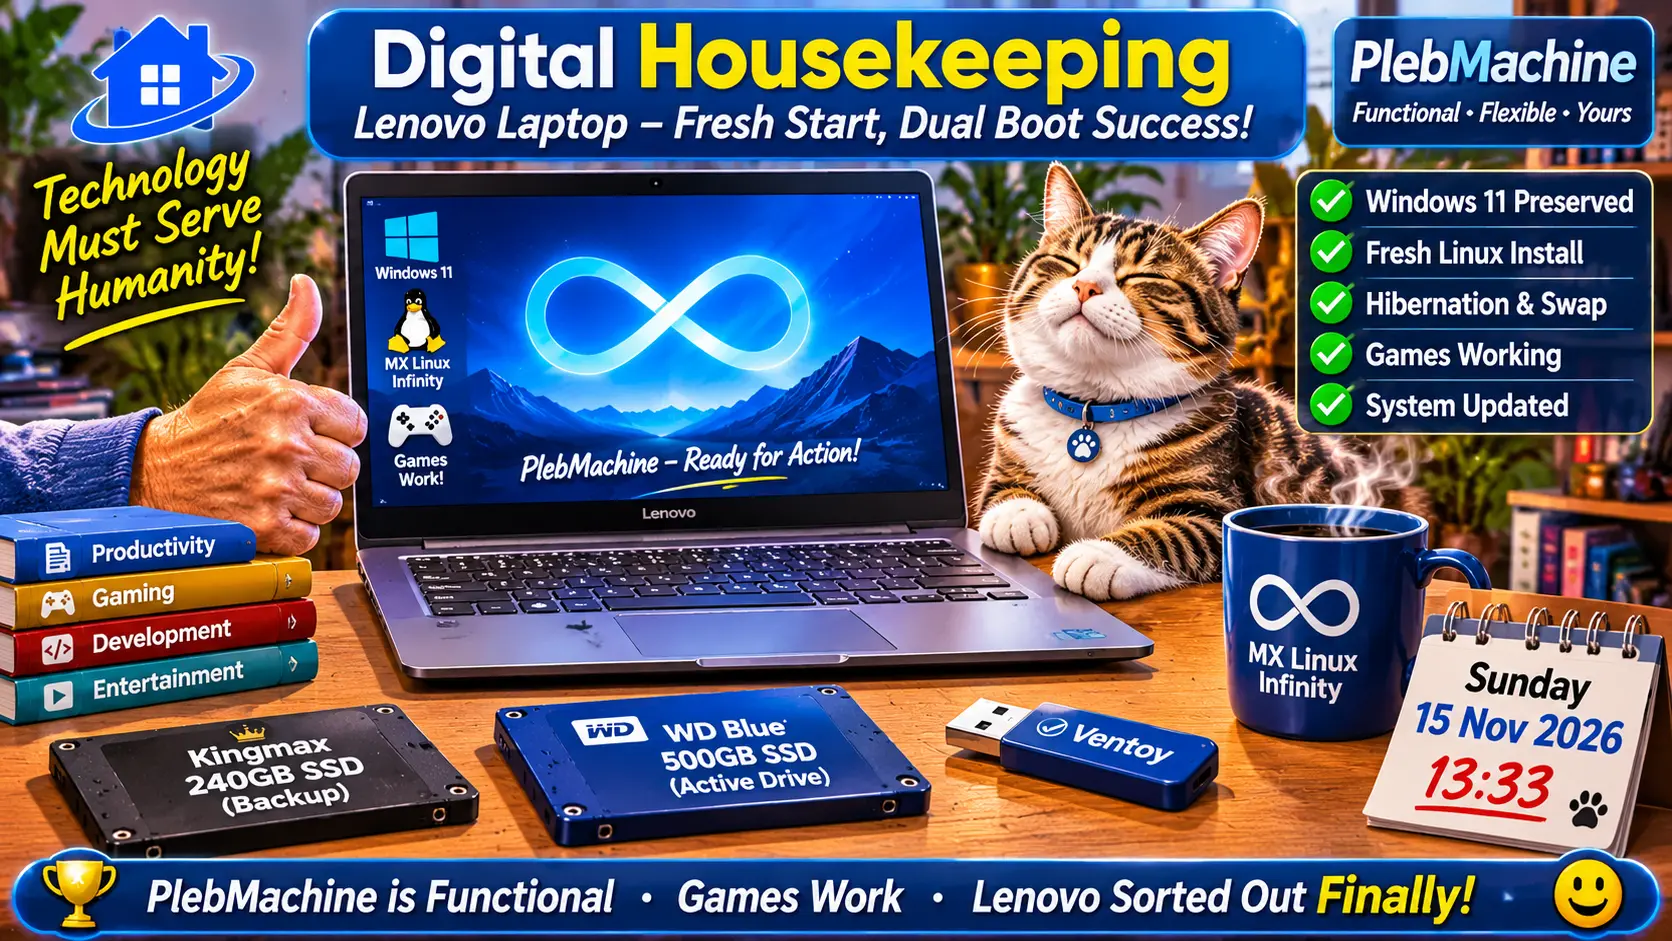 Digital Housekeeping
Lenovo Laptop – Fresh Start, Dual Boot Success!
PlebMachine
Functional • Flexible • Yours
Technology
Must Serve
Humanity!
Windows 11
MX Linux
Infinity
Games
Work!
PlebMachine – Ready for Action!
Lenovo
Windows 11 Preserved
Fresh Linux Install
Hibernation & Swap
Games Working
System Updated
Productivity
Gaming
Development
Entertainment
Kingmax
240GB SSD
(Backup)
WD
WD Blue
500GB SSD
(Active Drive)
Ventoy
MX Linux
Infinity
Sunday
15 Nov 2026
13:33
PlebMachine is Functional • Games Work • Lenovo Sorted Out Finally!